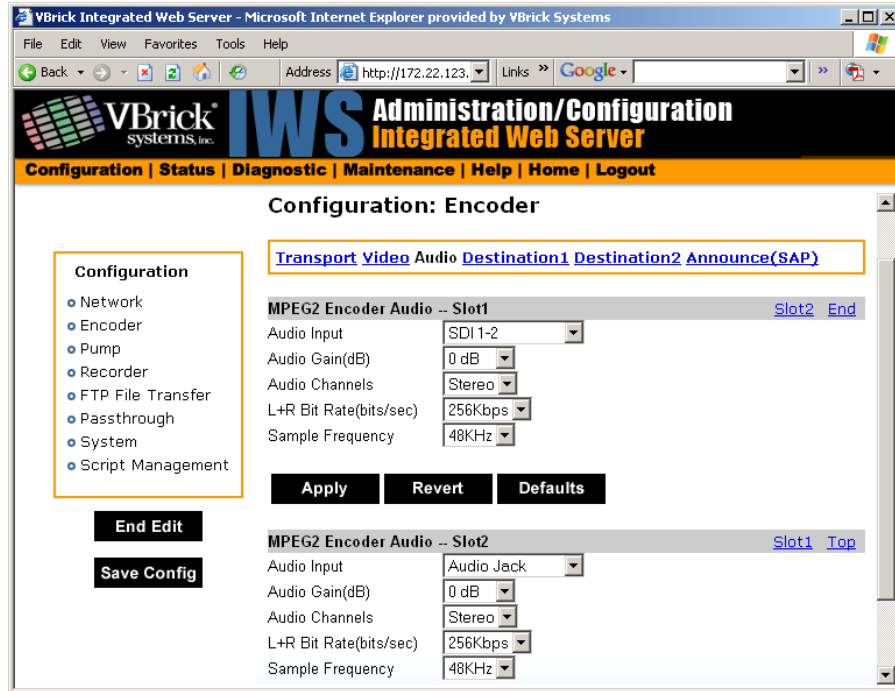 VBrick Integrated Web Server - Microsoft Internet Explorer provided by VBrick Systems
File Edit View Favorites Tools Help
Back Address http://172.22.123. Links » Google »
VBrick systems, inc. IWS Administration/Configuration
Integrated Web Server
Configuration | Status | Diagnostic | Maintenance | Help | Home | Logout
Configuration: Encoder
Transport Video Audio Destination1 Destination2 Announce(SAP)
Configuration
Network
Encoder
Pump
Recorder
FTP File Transfer
Passthrough
System
Script Management
End Edit
Save Config
MPEG2 Encoder Audio -- Slot1 Slot2 End
Audio Input SDI 1-2
Audio Gain(dB) 0 dB
Audio Channels Stereo
L+R Bit Rate(bits/sec) 256Kbps
Sample Frequency 48KHz
Apply Revert Defaults
MPEG2 Encoder Audio -- Slot2 Slot1 Top
Audio Input Audio Jack
Audio Gain(dB) 0 dB
Audio Channels Stereo
L+R Bit Rate(bits/sec) 256Kbps
Sample Frequency 48KHz